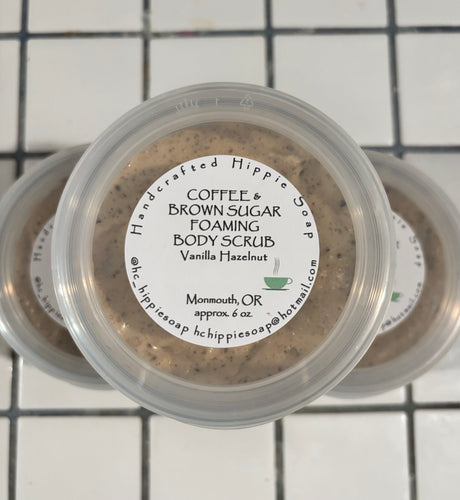 Handcrafted Hippie Soap
COFFEE &
BROWN SUGAR
FOAMING
BODY SCRUB
Vanilla Hazelnut
Monmouth, OR
approx. 6 oz.
@hc_hippiesoap hchippiesoap@hotmail.com